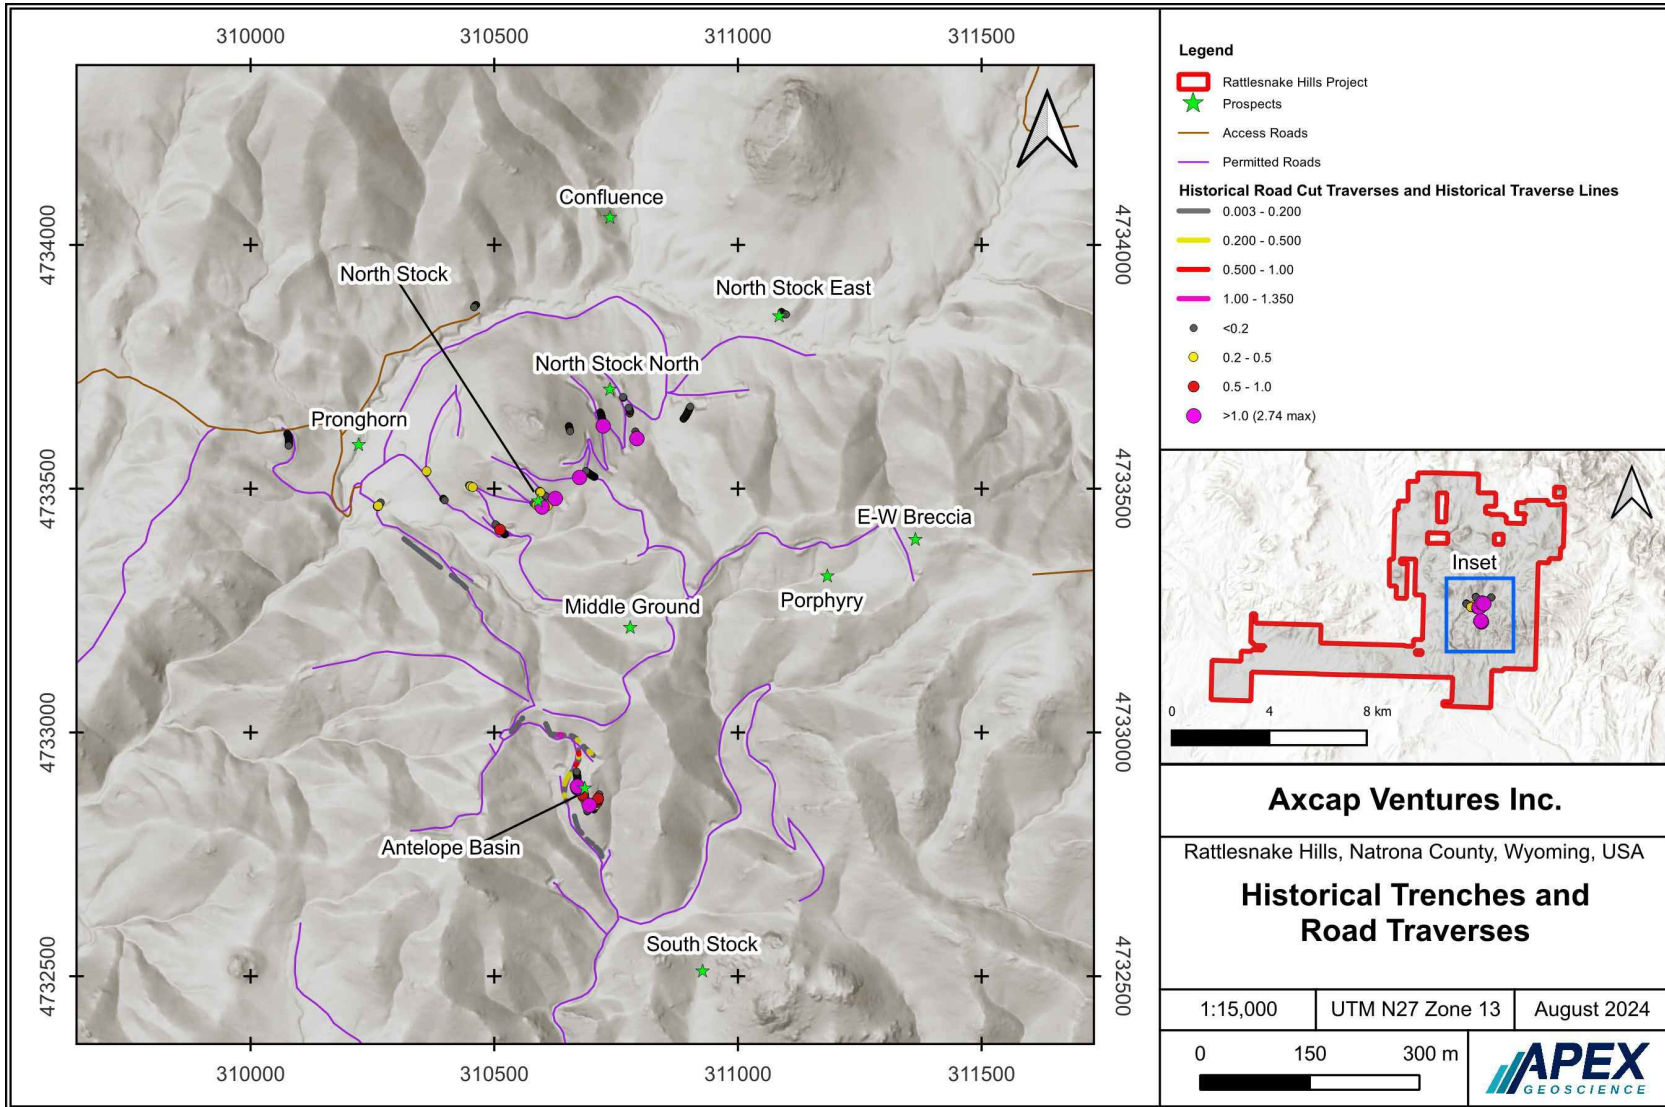 310000
310500
311000
311500
4734000
4733500
4733000
4732500
4734000
4733500
4733000
4732500
Confluence
North Stock
North Stock East
North Stock North
Pronghorn
E-W Breccia
Porphyry
Middle Ground
Antelope Basin
South Stock
310000
310500
311000
311500
Legend
Rattlesnake Hills Project
Prospects
Access Roads
Permitted Roads
Historical Road Cut Traverses and Historical Traverse Lines
0.003 - 0.200
0.200 - 0.500
0.500 - 1.00
1.00 - 1.350
<0.2
0.2 - 0.5
0.5 - 1.0
>1.0 (2.74 max)
Inset
0 4 8 km
Axcap Ventures Inc.
Rattlesnake Hills, Natrona County, Wyoming, USA
Historical Trenches and
Road Traverses
1:15,000
UTM N27 Zone 13
August 2024
0 150 300 m
APEX
GEOSCIENCE